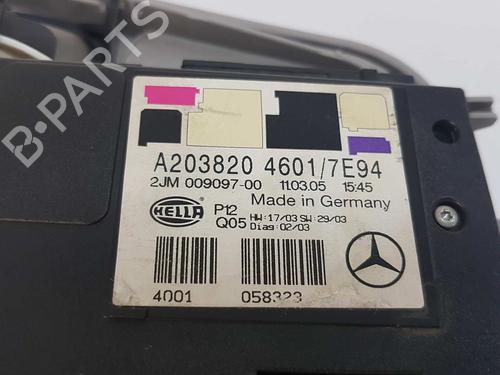 B-PARTS
A203820 4601/7E94
2JM 009097-00 11.03.05 15:45
Made in Germany
HELLA P12 HW:17/03 SW:29/03
Q05 Diag:02/03
4001 058323